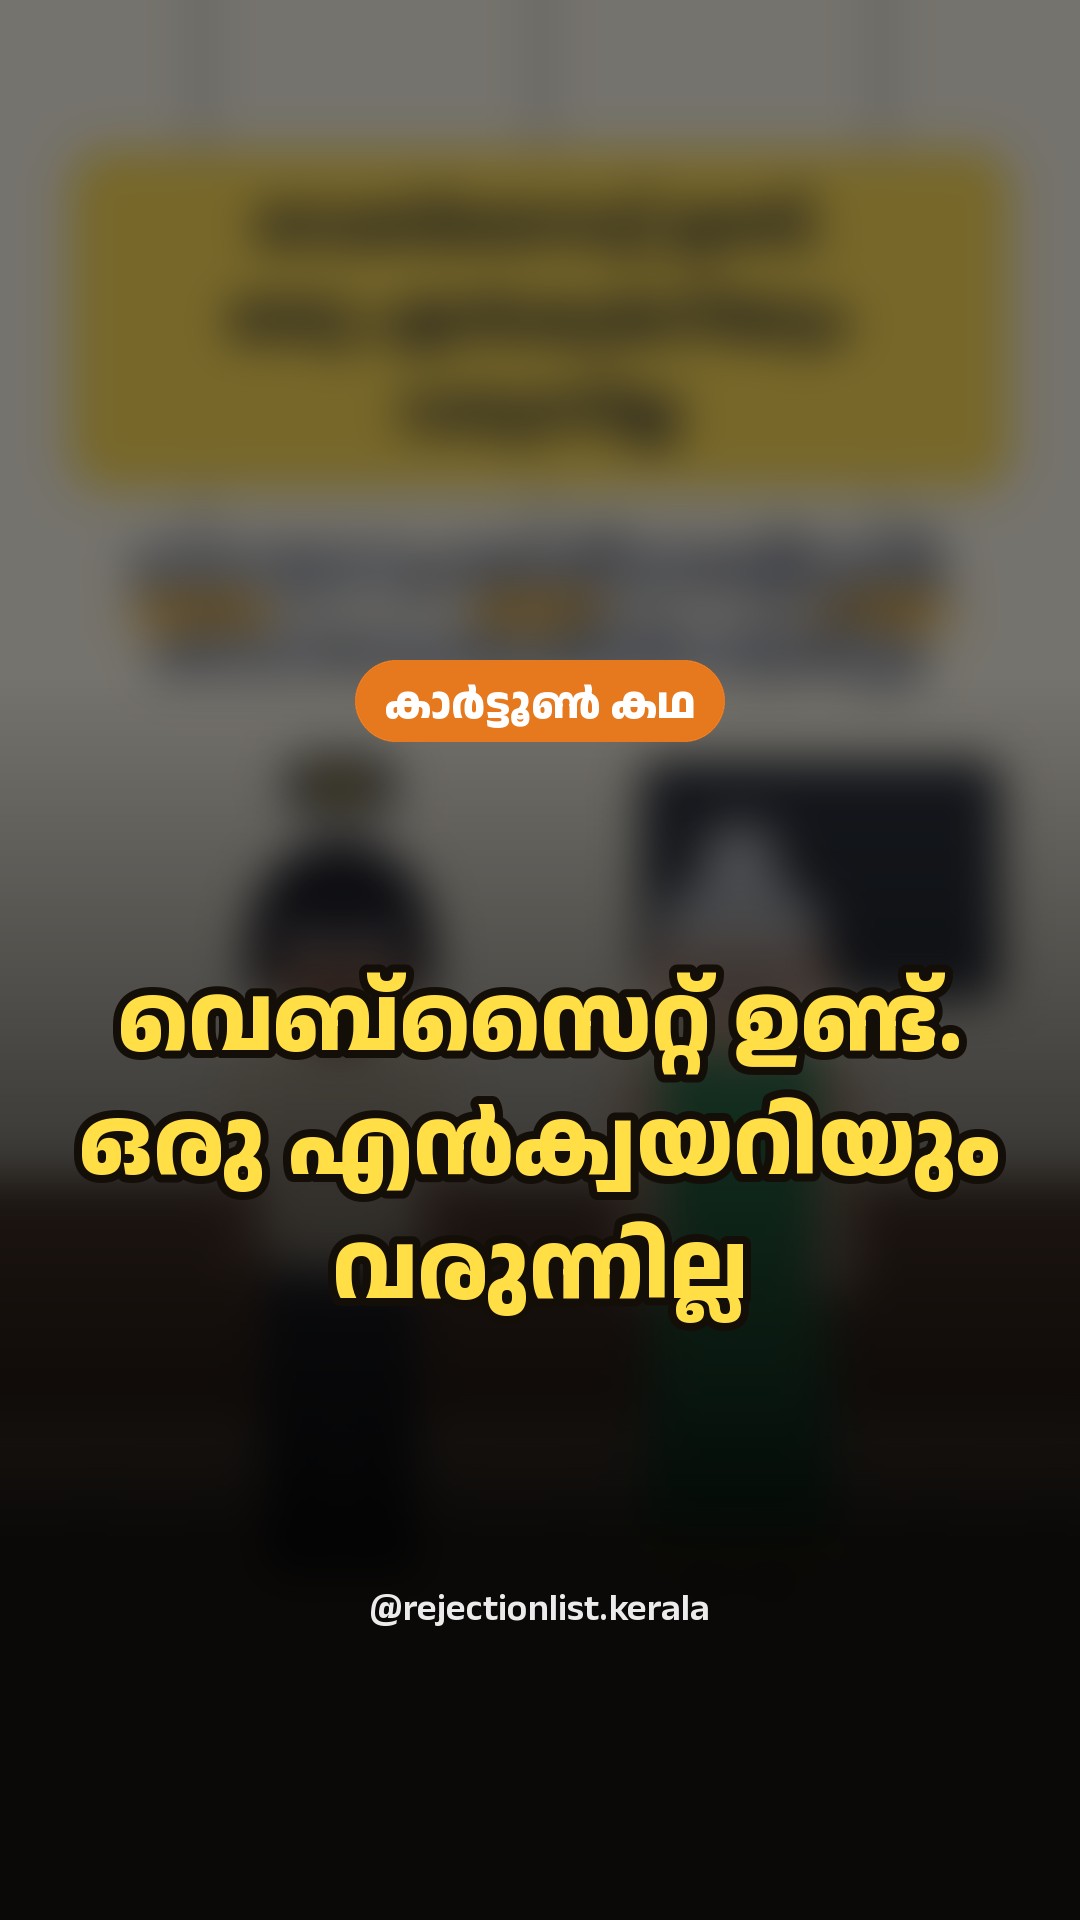 കാർട്ടൂൺ കഥ
വെബ്സൈറ്റ് ഉണ്ട്.
ഒരു എൻക്വയറിയും
വരുന്നില്ല
@rejectionlist.kerala